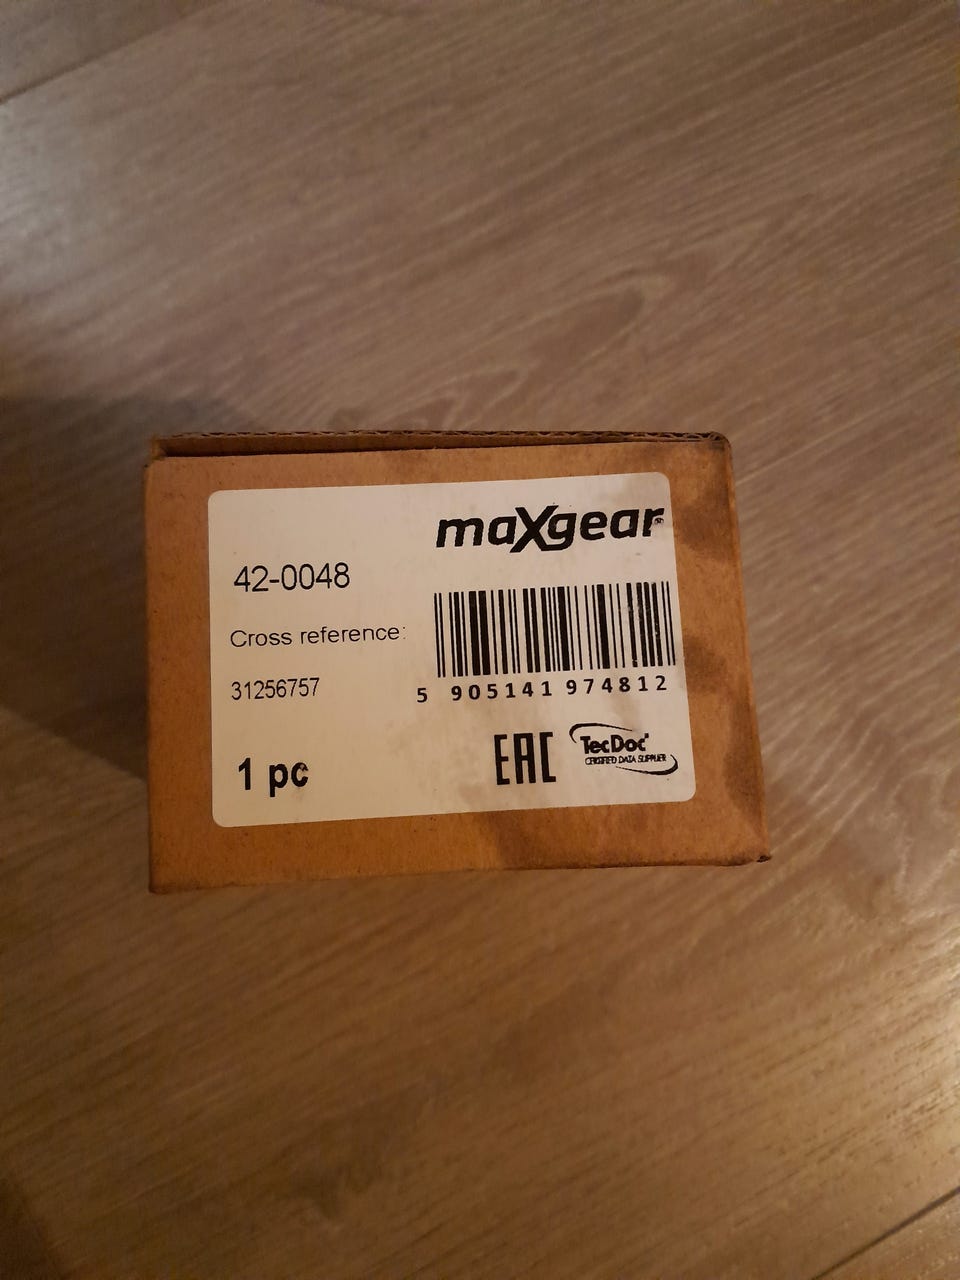 maXgear
42-0048
Cross reference:
31256757
5 905141 974812
1 pc
EAC
TecDoc
CERTIFIED DATA SUPPLIER